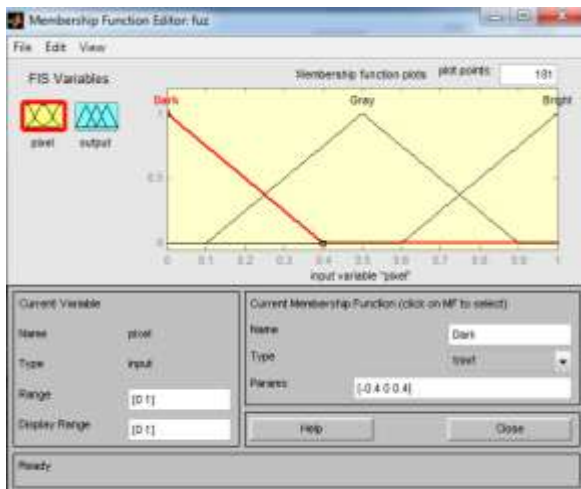 Membership Function Editor: fuz
File Edit View
FIS Variables
Membership function plots plot points: 181
pixel output
Dark Gray Bright
1
0.5
0
0 0.1 0.2 0.3 0.4 0.5 0.6 0.7 0.8 0.9 1
input variable "pixel"
Current Variable
Name pixel
Type input
Range [0 1]
Display Range [0 1]
Current Membership Function (click on MF to select)
Name Dark
Type trimf
Params [-0.4 0 0.4]
Help Close
Ready